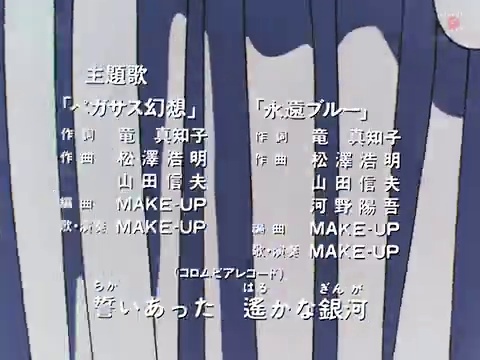 主題歌
「ペガサス幻想」
作詞 竜 真知子
作曲 松澤浩明
山田信夫
編曲 MAKE-UP
歌・演奏 MAKE-UP
「永遠ブルー」
作詞 竜 真知子
作曲 松澤浩明
山田信夫
河野陽吾
編曲 MAKE-UP
歌・演奏 MAKE-UP
(コロムビアレコード)
ちか はる ぎんが
誓いあった 遙かな銀河